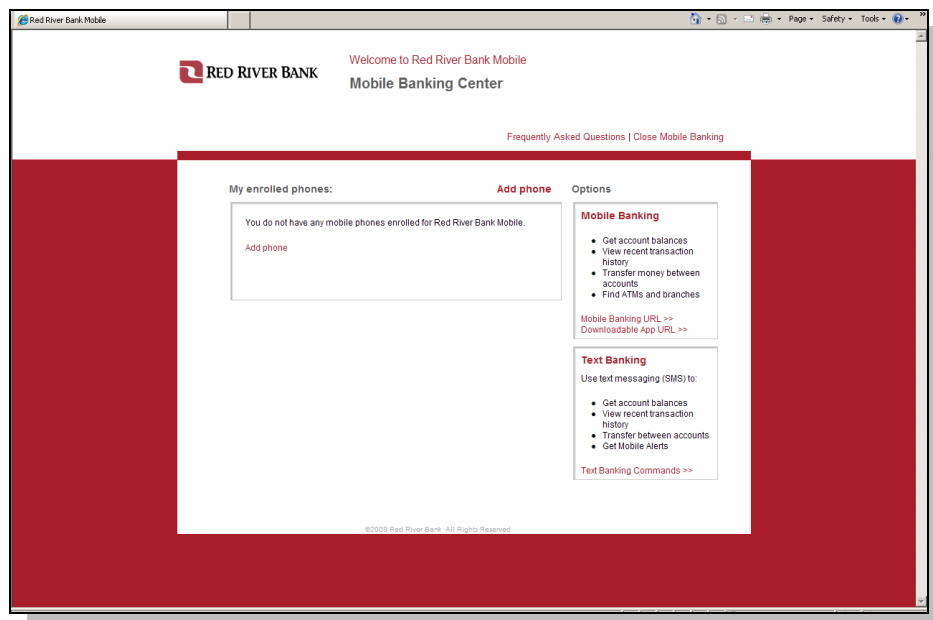 Red River Bank Mobile
Page
Safety
Tools
RED RIVER BANK
Welcome to Red River Bank Mobile
Mobile Banking Center
Frequently Asked Questions | Close Mobile Banking
My enrolled phones:
Add phone
You do not have any mobile phones enrolled for Red River Bank Mobile.
Add phone
Options
Mobile Banking
• Get account balances
• View recent transaction
history
• Transfer money between
accounts
• Find ATMs and branches
Mobile Banking URL >>
Downloadable App URL >>
Text Banking
Use text messaging (SMS) to:
• Get account balances
• View recent transaction
history
• Transfer between accounts
• Get Mobile Alerts
Text Banking Commands >>
©2009 Red River Bank. All Rights Reserved.